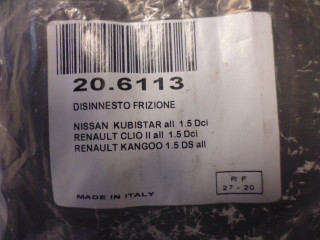 20.6113
DISINNESTO FRIZIONE
NISSAN KUBISTAR all 1.5 Dci
RENAULT CLIO II all 1.5 Dci
RENAULT KANGOO 1.5 DS all
R F
27 - 20
MADE IN ITALY